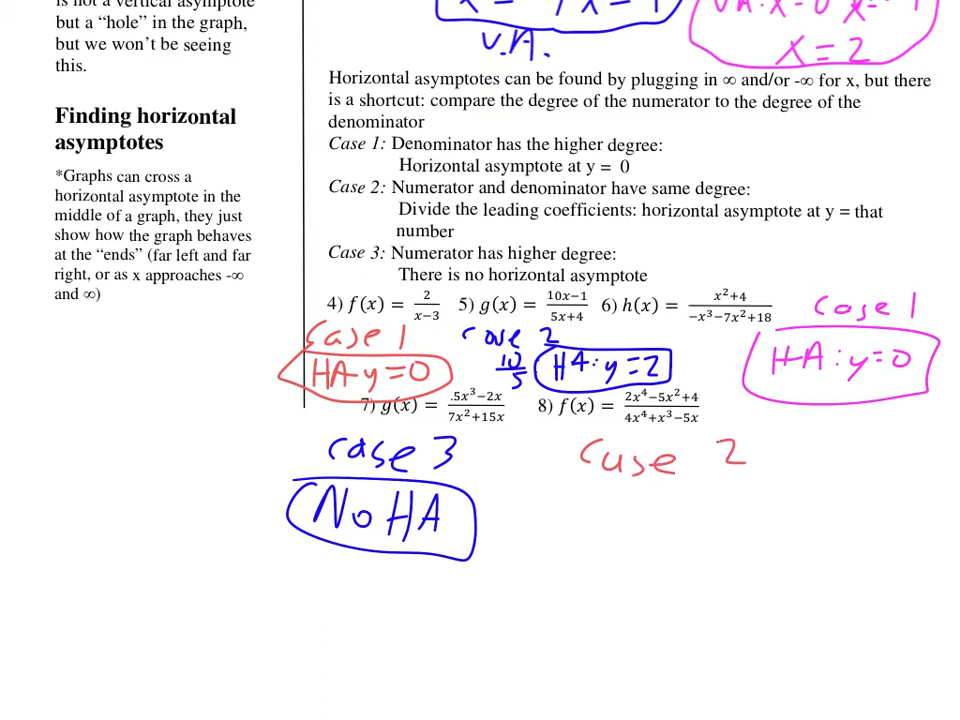 is not a vertical asymptote
but a “hole” in the graph,
but we won’t be seeing
this.
Finding horizontal
asymptotes
*Graphs can cross a
horizontal asymptote in the
middle of a graph, they just
show how the graph behaves
at the “ends” (far left and far
right, or as x approaches -∞
and ∞)
V.A.
x = 2
Horizontal asymptotes can be found by plugging in ∞ and/or -∞ for x, but there
is a shortcut: compare the degree of the numerator to the degree of the
denominator
Case 1: Denominator has the higher degree:
Horizontal asymptote at y = 0
Case 2: Numerator and denominator have same degree:
Divide the leading coefficients: horizontal asymptote at y = that
number
Case 3: Numerator has higher degree:
There is no horizontal asymptote
4) f(x) = 2/(x−3) 5) g(x) = (10x−1)/(5x+4) 6) h(x) = (x²+4)/(−x³−7x²+18)
Case 1
HA y=0
case 2
10/5 HA: y=2
Case 1
HA: y=0
7) g(x) = (.5x³−2x)/(7x²+15x) 8) f(x) = (2x⁴−5x²+4)/(4x⁴+x³−5x)
case 3
No HA
Case 2